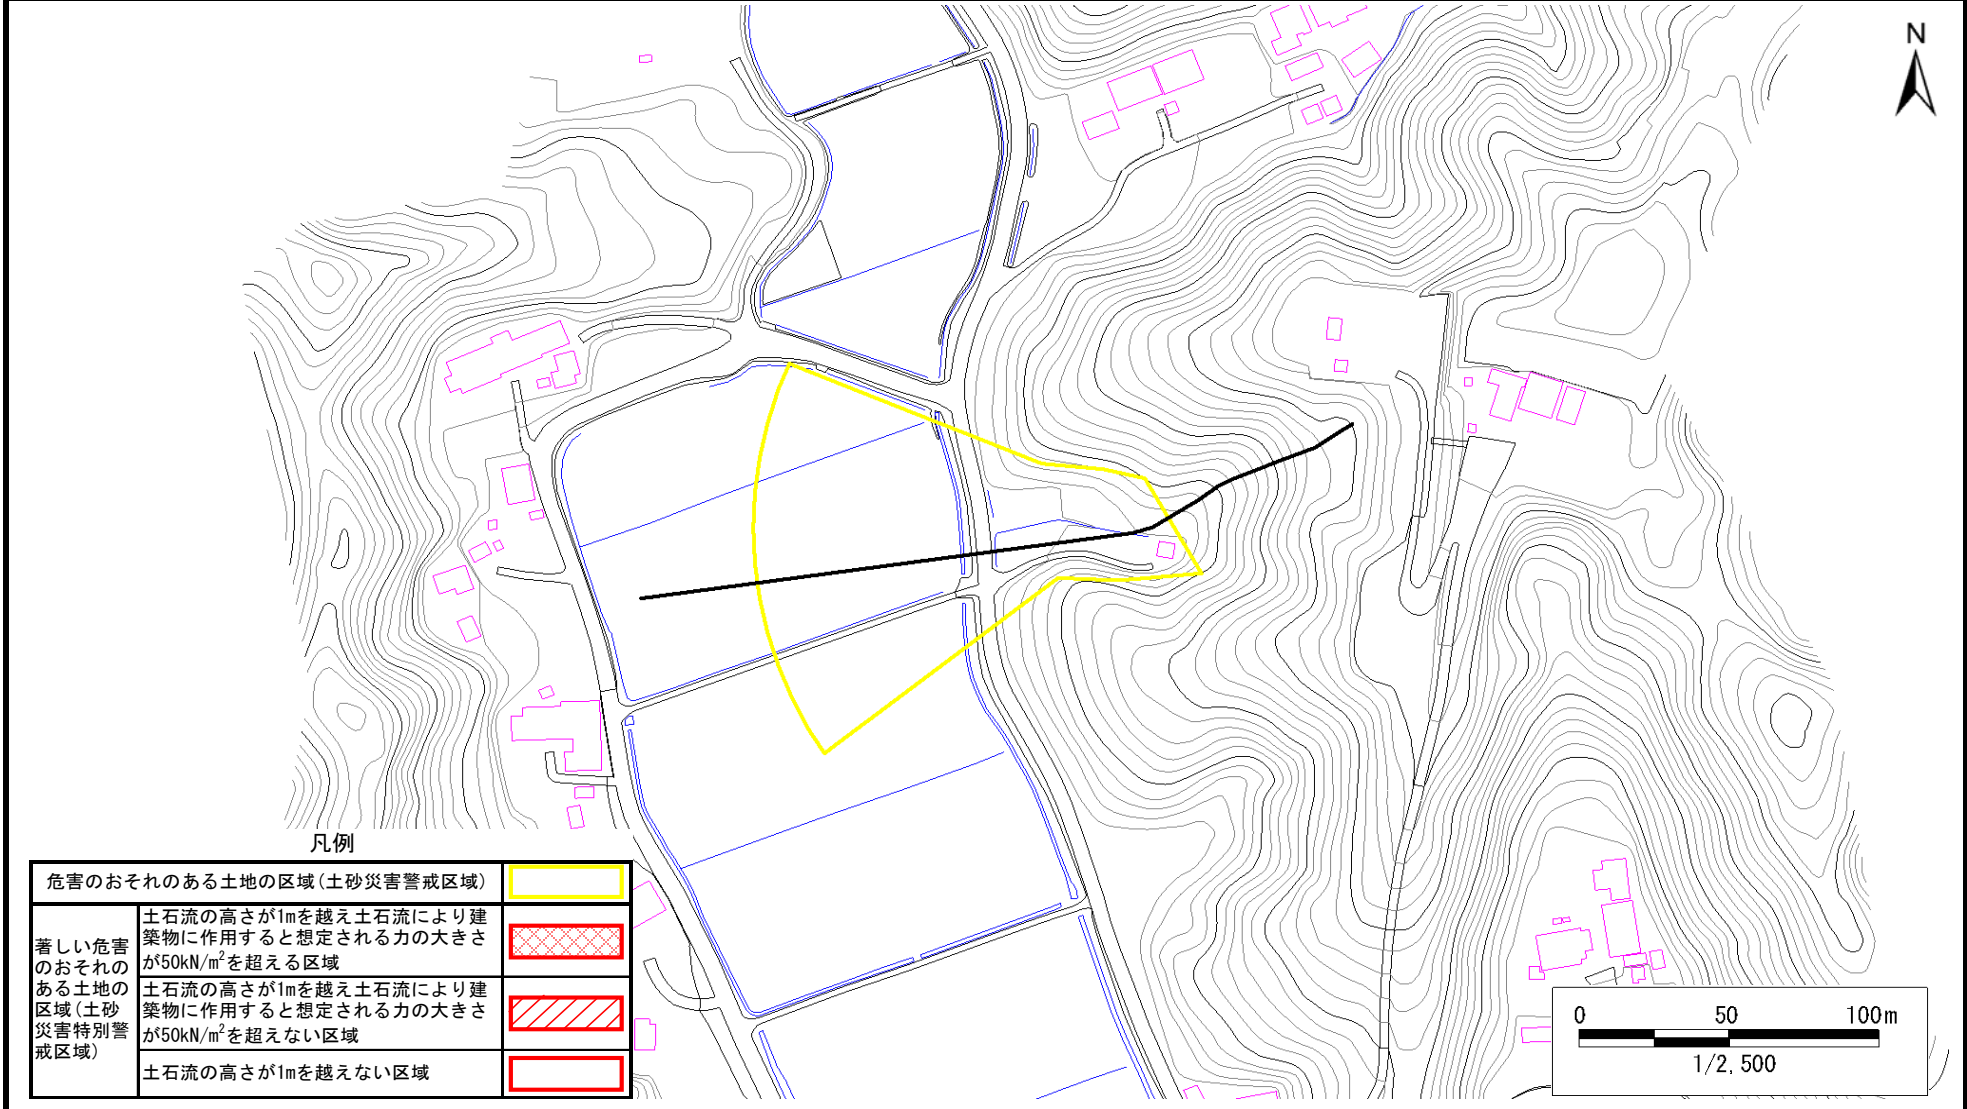 N
凡例
危害のおそれのある土地の区域(土砂災害警戒区域)
著しい危害
のおそれの
ある土地の
区域(土砂
災害特別警
戒区域)
土石流の高さが1mを越え土石流により建
築物に作用すると想定される力の大きさ
が50kN/m²を超える区域
土石流の高さが1mを越え土石流により建
築物に作用すると想定される力の大きさ
が50kN/m²を超えない区域
土石流の高さが1mを越えない区域
0 50 100m
1/2,500